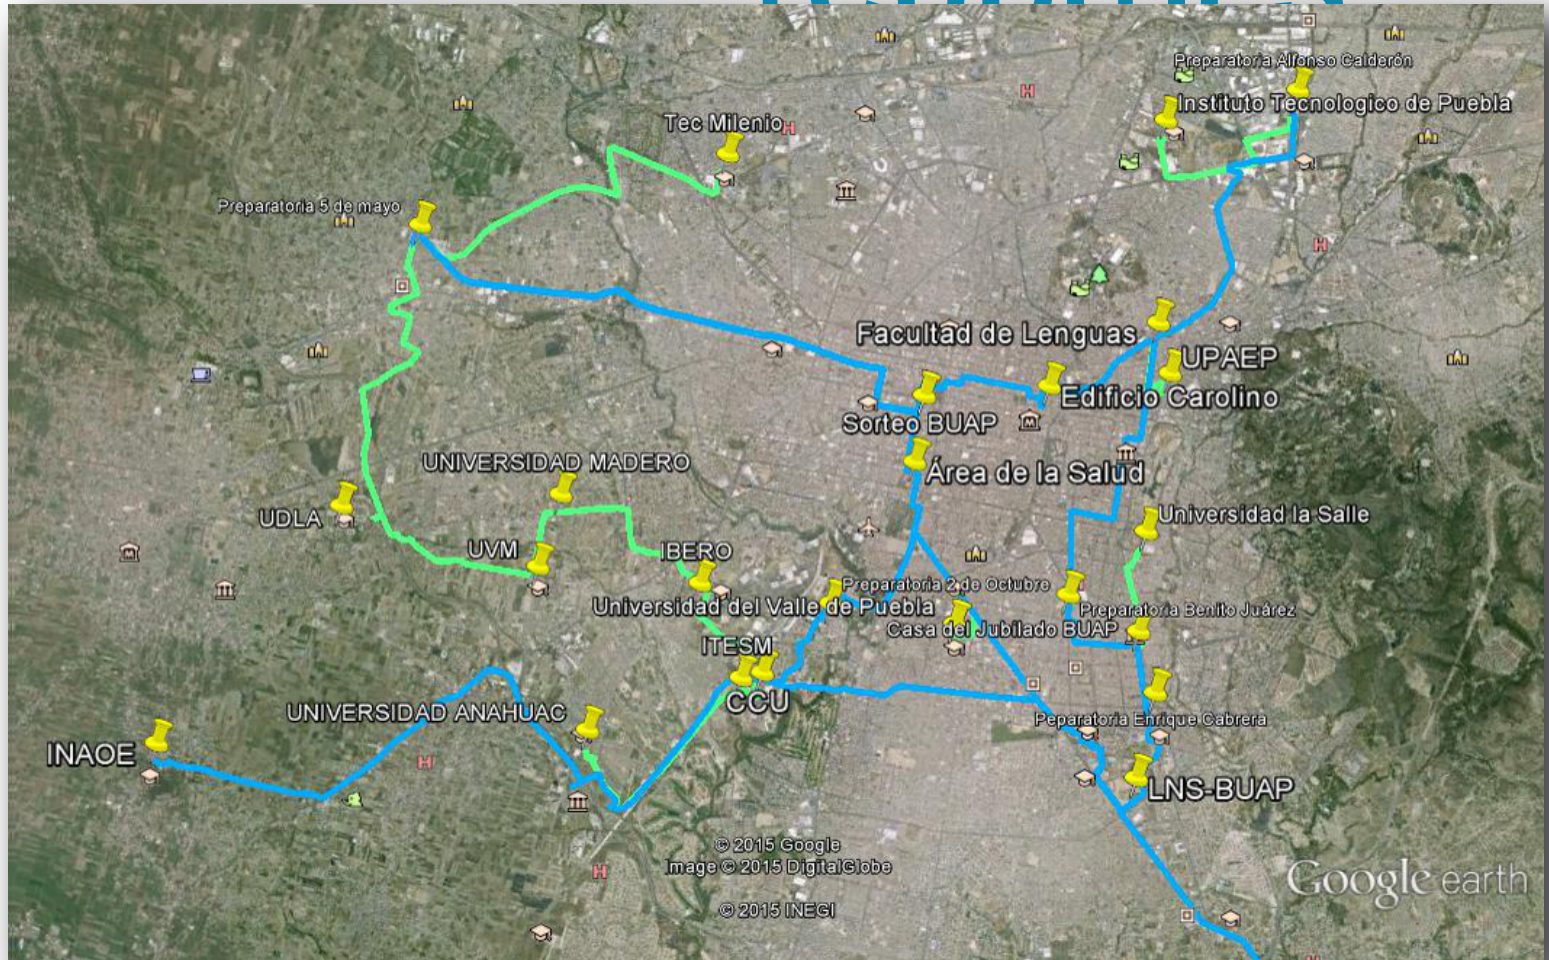 Preparatoria Alfonso Calderón
Instituto Tecnologico de Puebla
Tec Milenio
Preparatoria 5 de mayo
Facultad de Lenguas
UPAEP
Edificio Carolino
Sorteo BUAP
Área de la Salud
UNIVERSIDAD MADERO
UDLA
Universidad la Salle
UVM
IBERO
Preparatoria 2 de Octubre
Universidad del Valle de Puebla
Preparatoria Benito Juárez
Casa del Jubilado BUAP
ITESM
CCU
UNIVERSIDAD ANAHUAC
Peparatoria Enrique Cabrera
INAOE
LNS-BUAP
© 2015 Google
Image © 2015 DigitalGlobe
© 2015 INEGI
Google earth